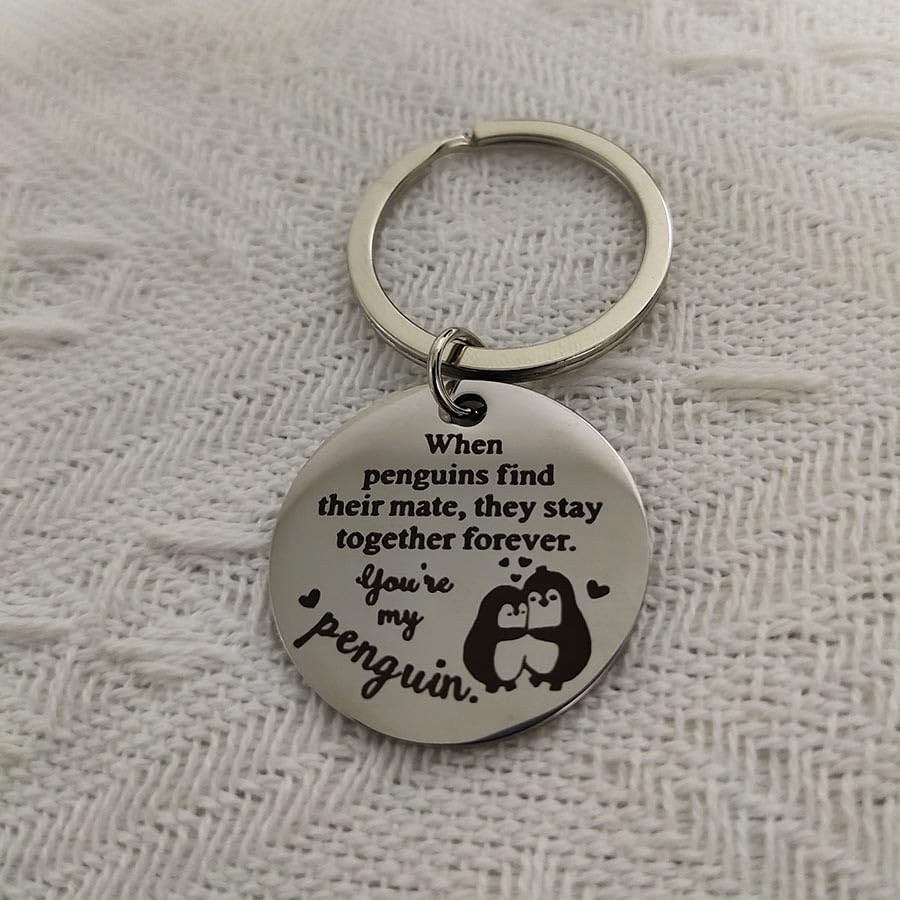 When
penguins find
their mate, they stay
together forever.
You're
my
penguin.